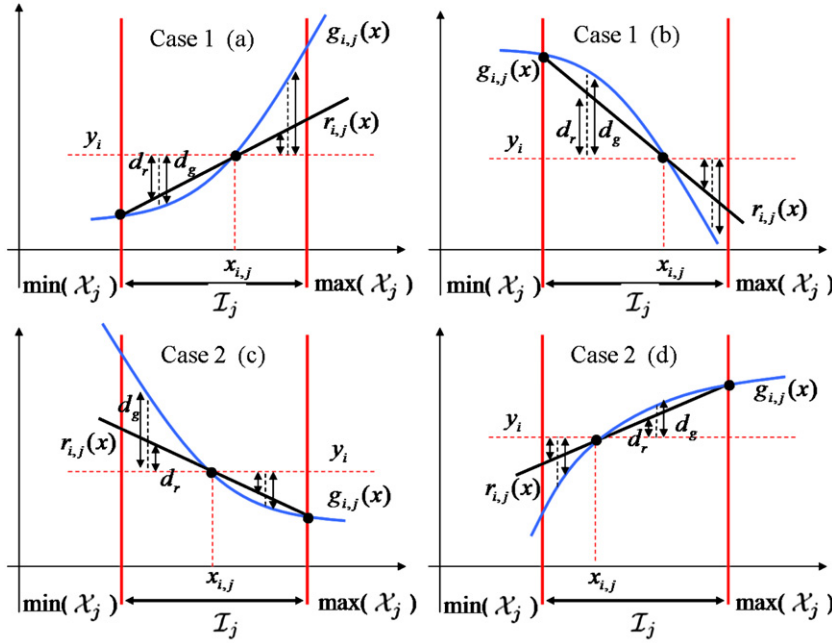 Case 1 (a)
g_{i,j}(x)
r_{i,j}(x)
y_i
d_r
d_g
x_{i,j}
min( 𝒳_j )
ℐ_j
max( 𝒳_j )
Case 1 (b)
g_{i,j}(x)
d_r
d_g
y_i
r_{i,j}(x)
x_{i,j}
min( 𝒳_j )
ℐ_j
max( 𝒳_j )
Case 2 (c)
d_g
r_{i,j}(x)
d_r
y_i
g_{i,j}(x)
x_{i,j}
min( 𝒳_j )
ℐ_j
max( 𝒳_j )
Case 2 (d)
g_{i,j}(x)
y_i
d_r
d_g
r_{i,j}(x)
x_{i,j}
min( 𝒳_j )
ℐ_j
max( 𝒳_j )